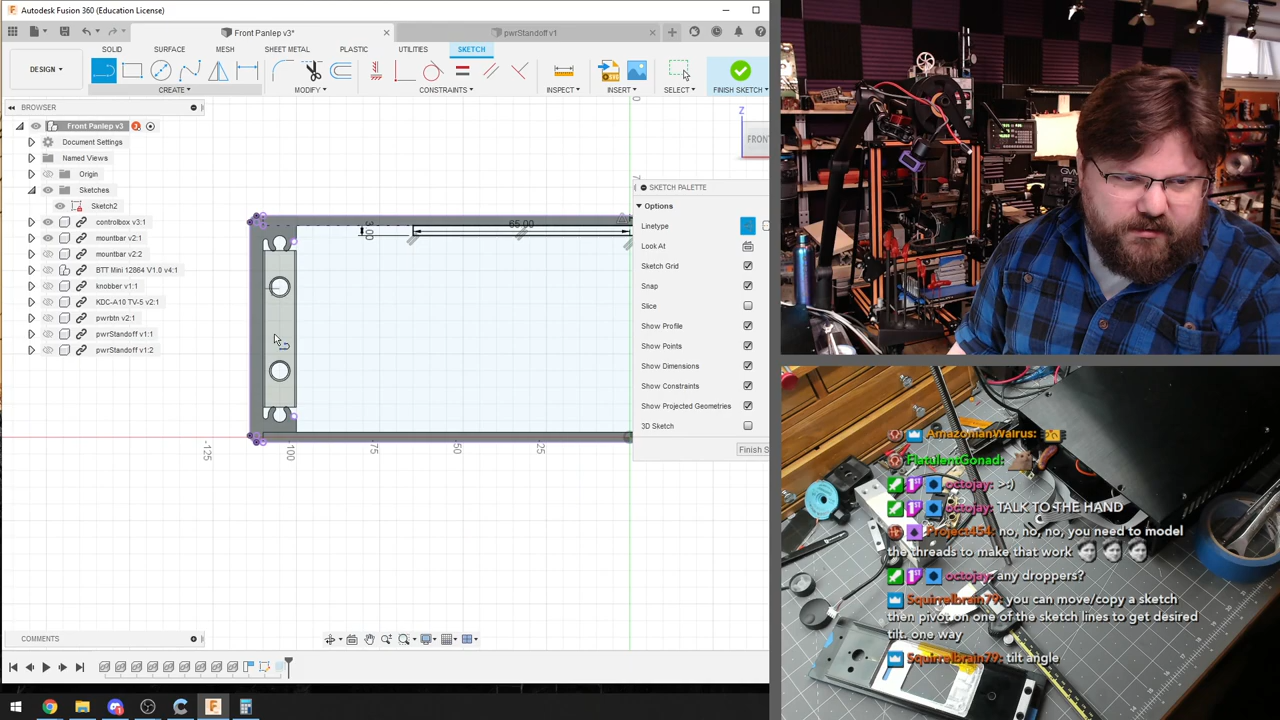 Autodesk Fusion 360 (Education License)
Front Panlep v3*
pwrStandoff v1
DESIGN
SOLID
SURFACE
MESH
SHEET METAL
PLASTIC
UTILITIES
SKETCH
CREATE
MODIFY
CONSTRAINTS
INSPECT
INSERT
SELECT
FINISH SKETCH
BROWSER
Front Panlep v3
Document Settings
Named Views
Origin
Sketches
Sketch2
controlbox v3:1
mountbar v2:1
mountbar v2:2
BTT Mini 12864 V1.0 v4:1
knobber v1:1
KDC-A10 TV-5 v2:1
pwrbtn v2:1
pwrStandoff v1:1
pwrStandoff v1:2
Z
FRONT
65.00
3.00
-125
-100
-75
-50
-25
SKETCH PALETTE
Options
Linetype
Look At
Sketch Grid
Snap
Slice
Show Profile
Show Points
Show Dimensions
Show Constraints
Show Projected Geometries
3D Sketch
Finish S
COMMENTS
AmazonianWalrus:
FlatulentGonad:
octojay: >:)
octojay: TALK TO THE HAND
Project454: no, no, no, you need to model
the threads to make that work
octojay: any droppers?
Squirrelbrain79: you can move/copy a sketch
then pivot on one of the sketch lines to get desired
tilt. one way
Squirrelbrain79: tilt angle